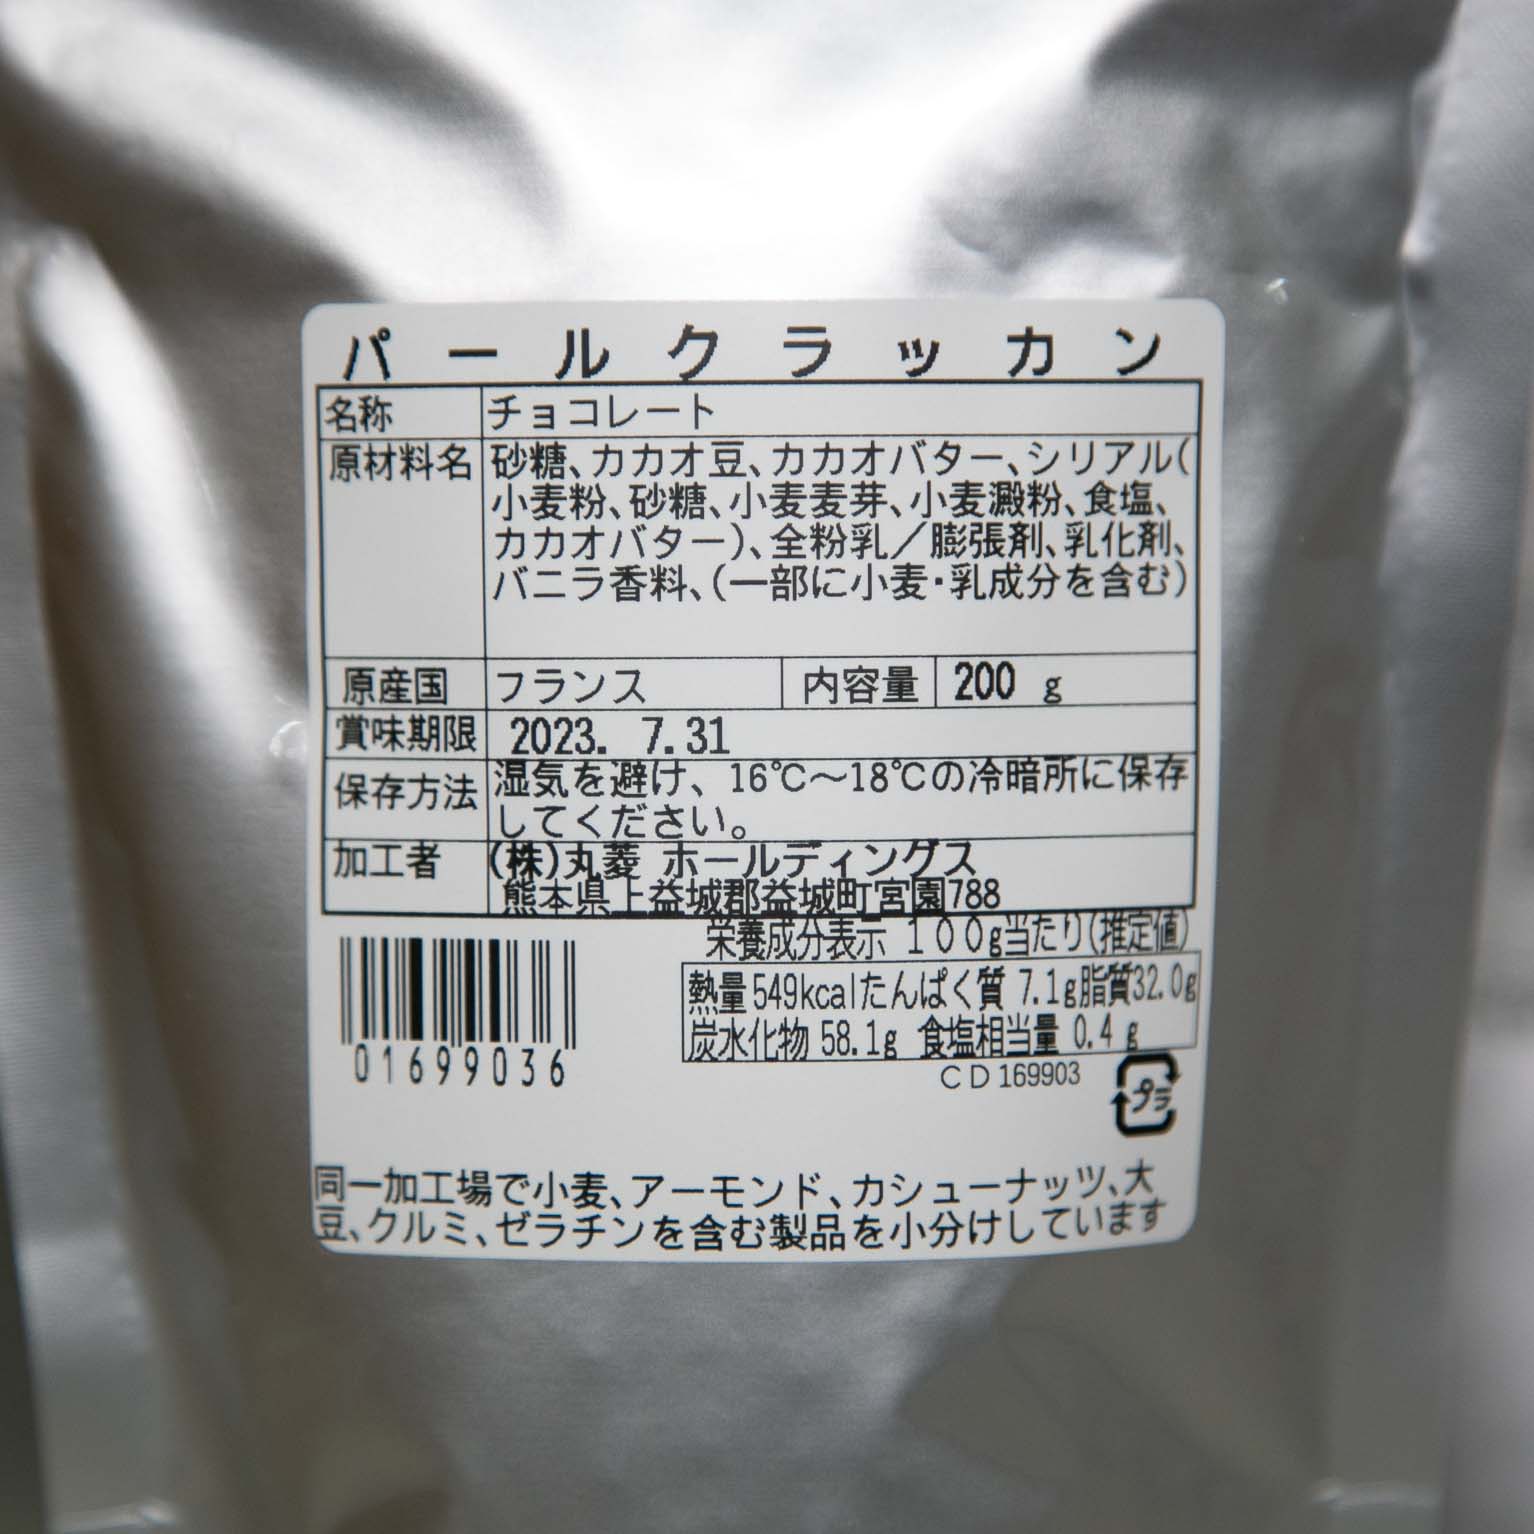 パールクラッカン
名称 チョコレート
原材料名 砂糖、カカオ豆、カカオバター、シリアル(
小麦粉、砂糖、小麦麦芽、小麦澱粉、食塩、
カカオバター)、全粉乳／膨張剤、乳化剤、
バニラ香料、(一部に小麦・乳成分を含む)
原産国 フランス 内容量 200 g
賞味期限 2023. 7.31
保存方法 湿気を避け、16℃～18℃の冷暗所に保存
してください。
加工者 (株)丸菱 ホールディングス
熊本県上益城郡益城町宮園788
栄養成分表示 100g当たり(推定値)
熱量549kcalたんぱく質 7.1g脂質32.0g
炭水化物 58.1g 食塩相当量 0.4 g
01699036
CD169903
プラ
同一加工場で小麦、アーモンド、カシューナッツ、大
豆、クルミ、ゼラチンを含む製品を小分けしています